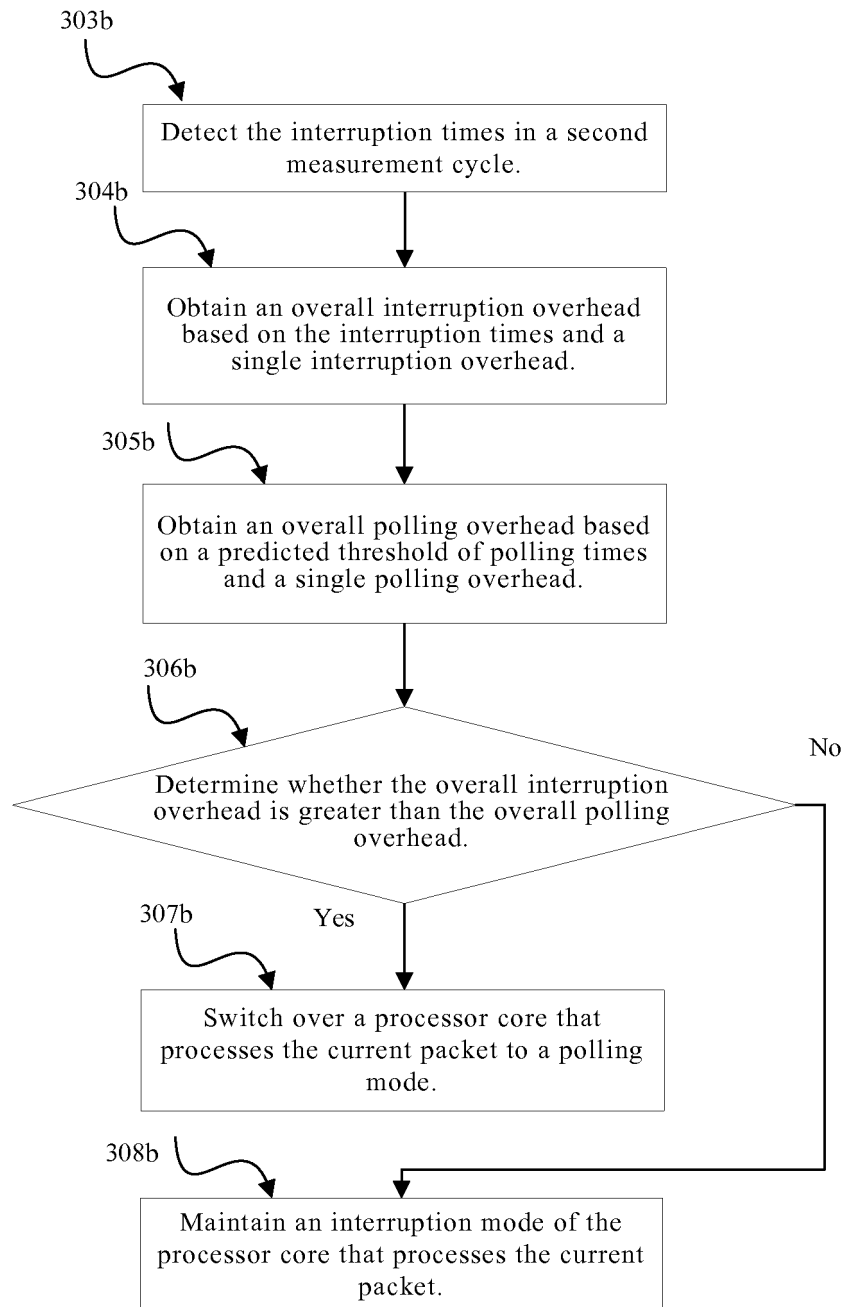 303b
Detect the interruption times in a second
measurement cycle.
304b
Obtain an overall interruption overhead
based on the interruption times and a
single interruption overhead.
305b
Obtain an overall polling overhead based
on a predicted threshold of polling times
and a single polling overhead.
306b
No
Determine whether the overall interruption
overhead is greater than the overall polling
overhead.
Yes
307b
Switch over a processor core that
processes the current packet to a polling
mode.
308b
Maintain an interruption mode of the
processor core that processes the current
packet.